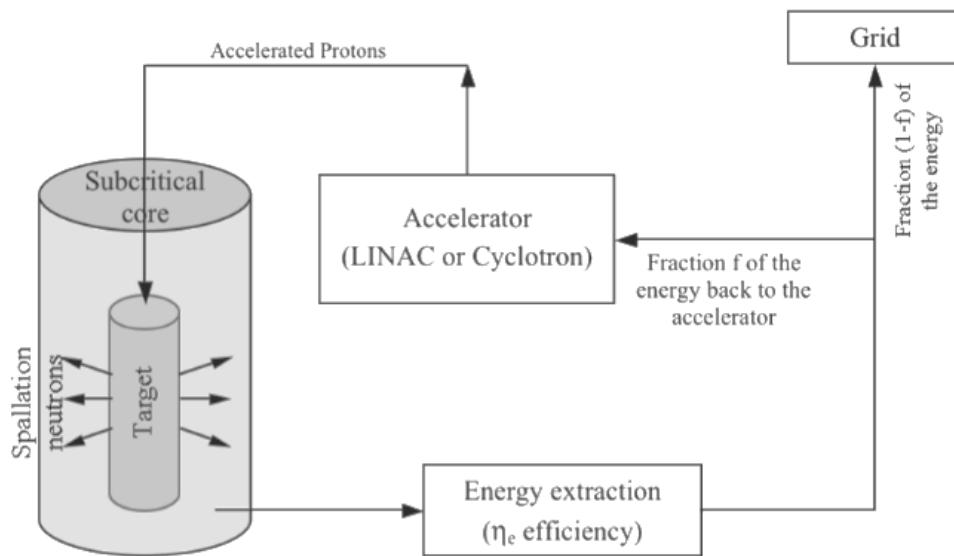 Accelerated Protons
Grid
Fraction (1-f) of
the energy
Subcritical
core
Accelerator
(LINAC or Cyclotron)
Fraction f of the
energy back to the
accelerator
Spallation
neutrons
Target
Energy extraction
(ηe efficiency)